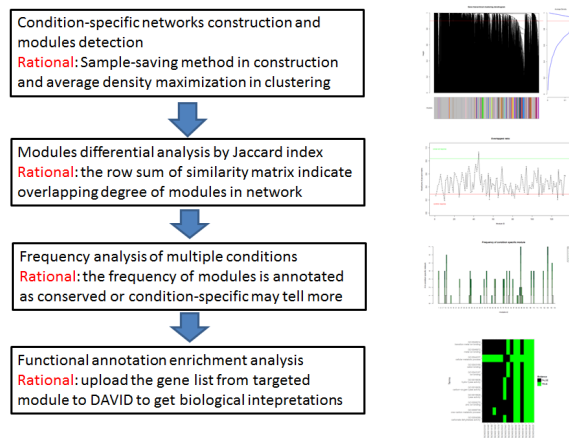 Condition-specific networks construction and
modules detection
Rational: Sample-saving method in construction
and average density maximization in clustering
Modules differential analysis by Jaccard index
Rational: the row sum of similarity matrix indicate
overlapping degree of modules in network
Frequency analysis of multiple conditions
Rational: the frequency of modules is annotated
as conserved or condition-specific may tell more
Functional annotation enrichment analysis
Rational: upload the gene list from targeted
module to DAVID to get biological intepretations